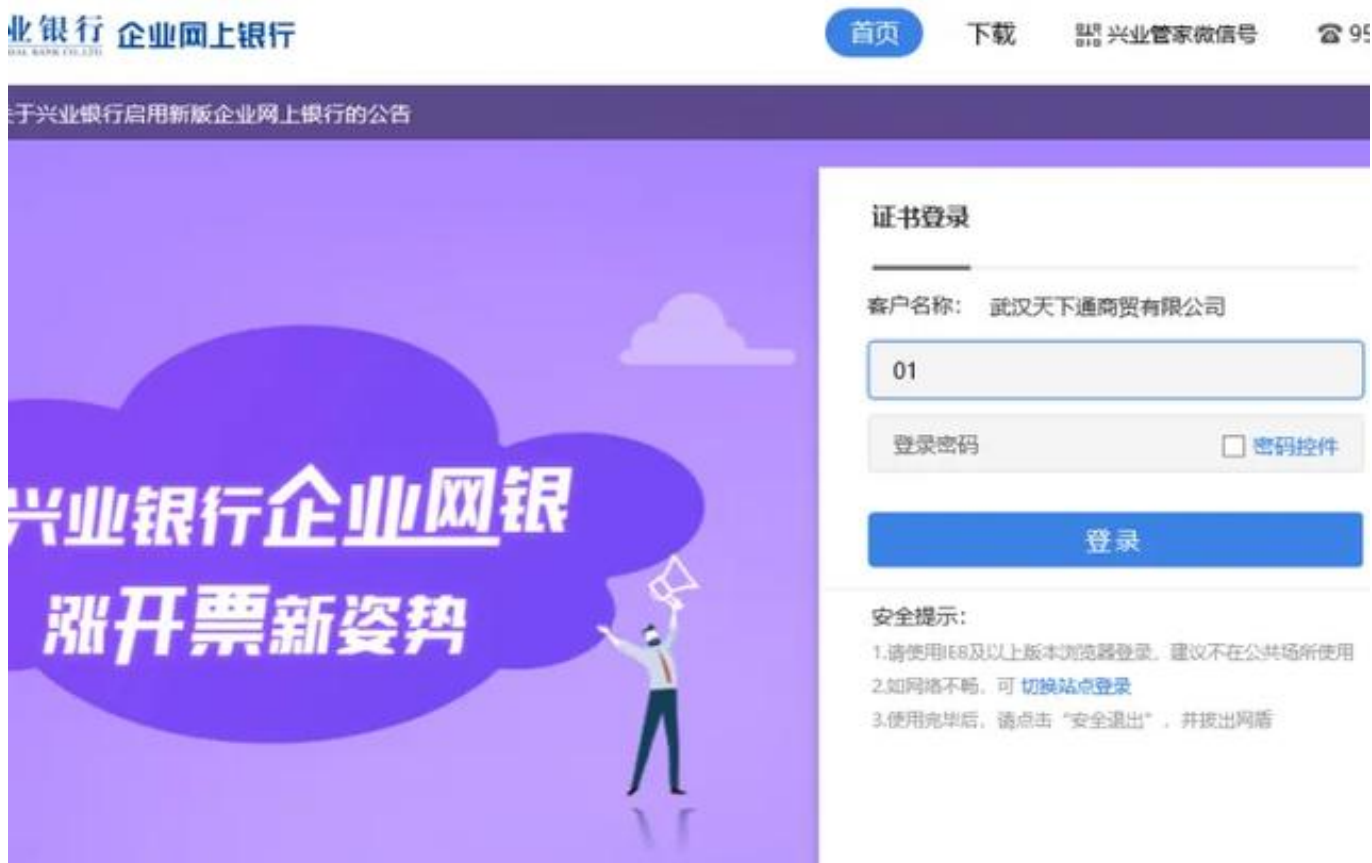 业银行 企业网上银行
首页 下载 兴业管家微信号 95
于兴业银行启用新版企业网上银行的公告
证书登录
客户名称： 武汉天下通商贸有限公司
01
登录密码 密码控件
登录
兴业银行企业网银
涨开票新姿势
安全提示：
1.请使用IE8及以上版本浏览器登录，建议不在公共场所使用
2.如网络不畅，可 切换站点登录
3.使用完毕后，请点击“安全退出”，并拔出网盾